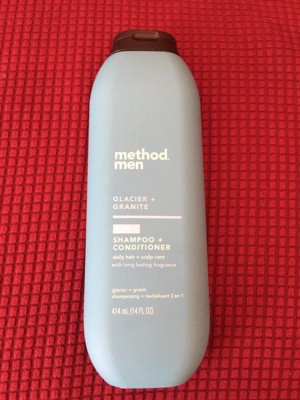 method.
men
GLACIER +
GRANITE
SHAMPOO +
CONDITIONER
daily hair + scalp care
with long lasting fragrance
glacier + granit
shampooing + revitalisant 2 en 1
414 mL (14 FL OZ)